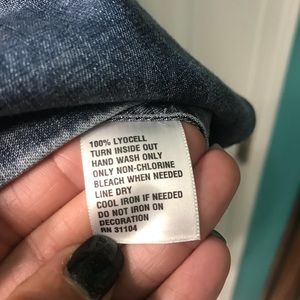 100% LYOCELL
TURN INSIDE OUT
HAND WASH ONLY
ONLY NON-CHLORINE
BLEACH WHEN NEEDED
LINE DRY
COOL IRON IF NEEDED
DO NOT IRON ON
DECORATION
RN 31104